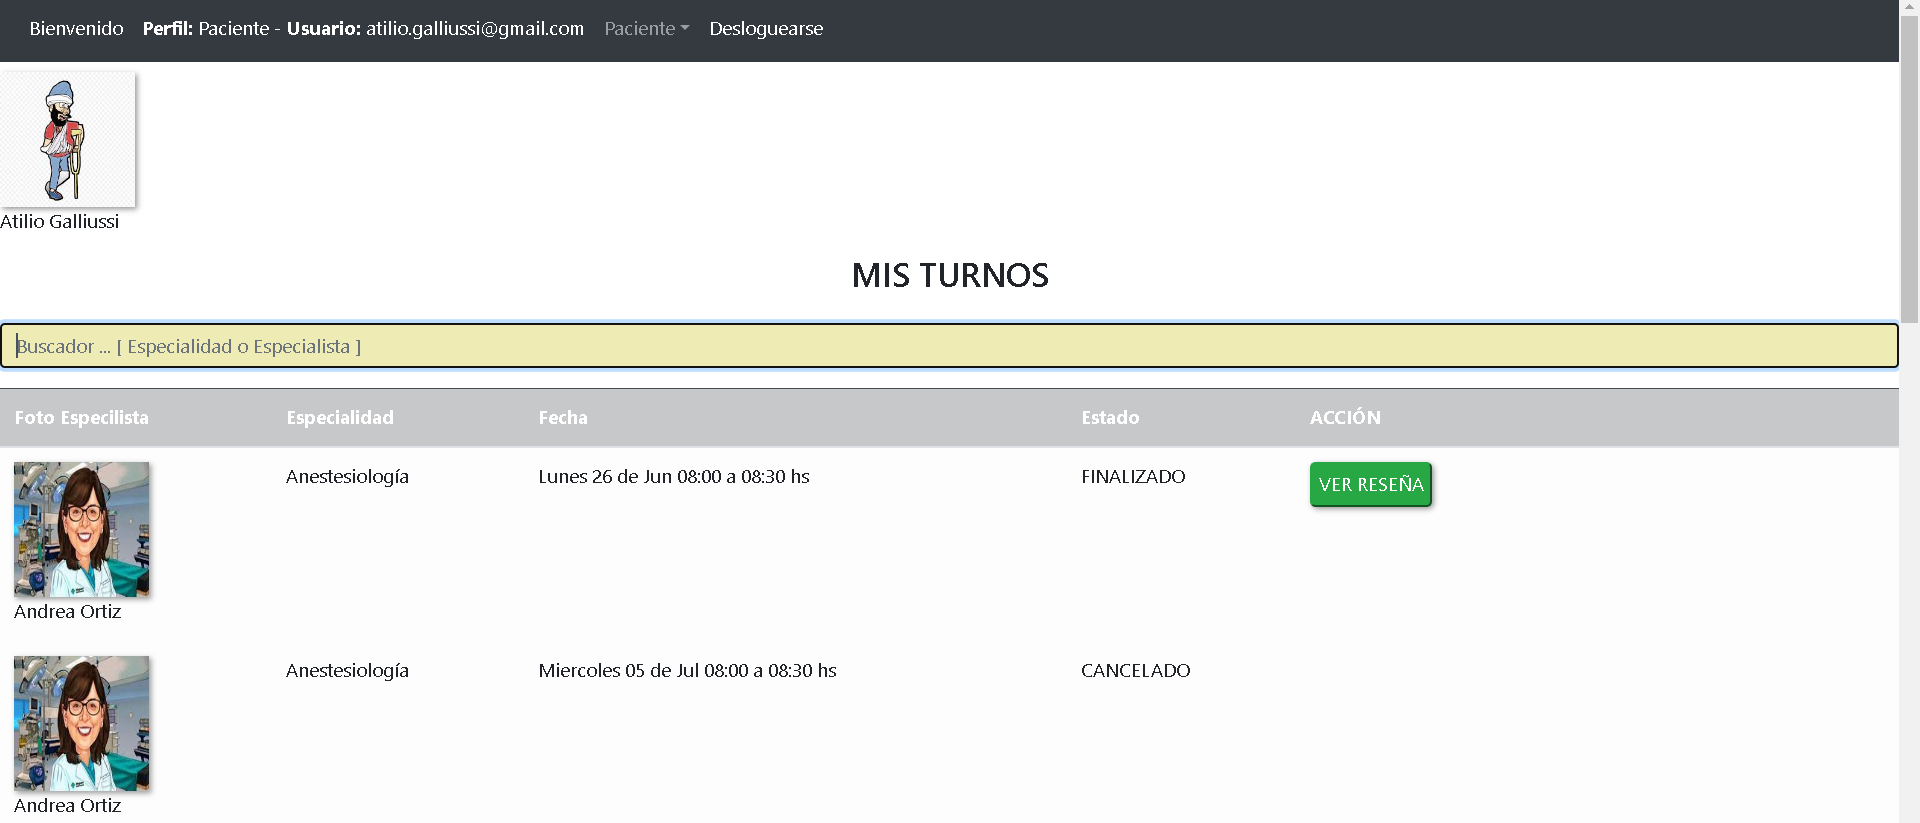 Bienvenido Perfil: Paciente - Usuario: atilio.galliussi@gmail.com Paciente Desloguearse
Atilio Galliussi
MIS TURNOS
Buscador ... [ Especialidad o Especialista ]
Foto Especilista Especialidad Fecha Estado ACCIÓN
Anestesiología Lunes 26 de Jun 08:00 a 08:30 hs FINALIZADO VER RESEÑA
Andrea Ortiz
Anestesiología Miercoles 05 de Jul 08:00 a 08:30 hs CANCELADO
Andrea Ortiz